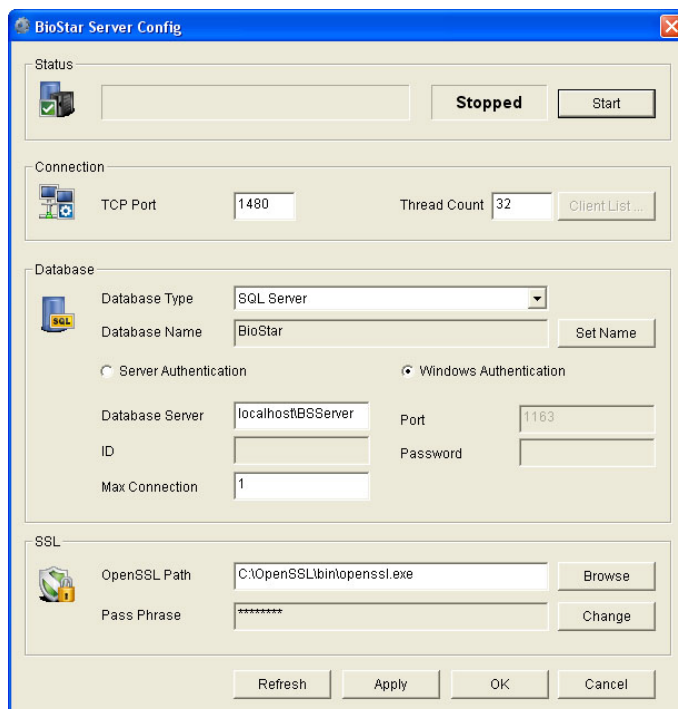 BioStar Server Config
Status
Stopped Start
Connection
TCP Port 1480 Thread Count 32 Client List ...
Database
Database Type SQL Server
SQL
Database Name BioStar Set Name
Server Authentication Windows Authentication
Database Server localhost\BSServer Port 1163
ID Password
Max Connection 1
SSL
OpenSSL Path C:\OpenSSL\bin\openssl.exe Browse
Pass Phrase ******** Change
Refresh Apply OK Cancel